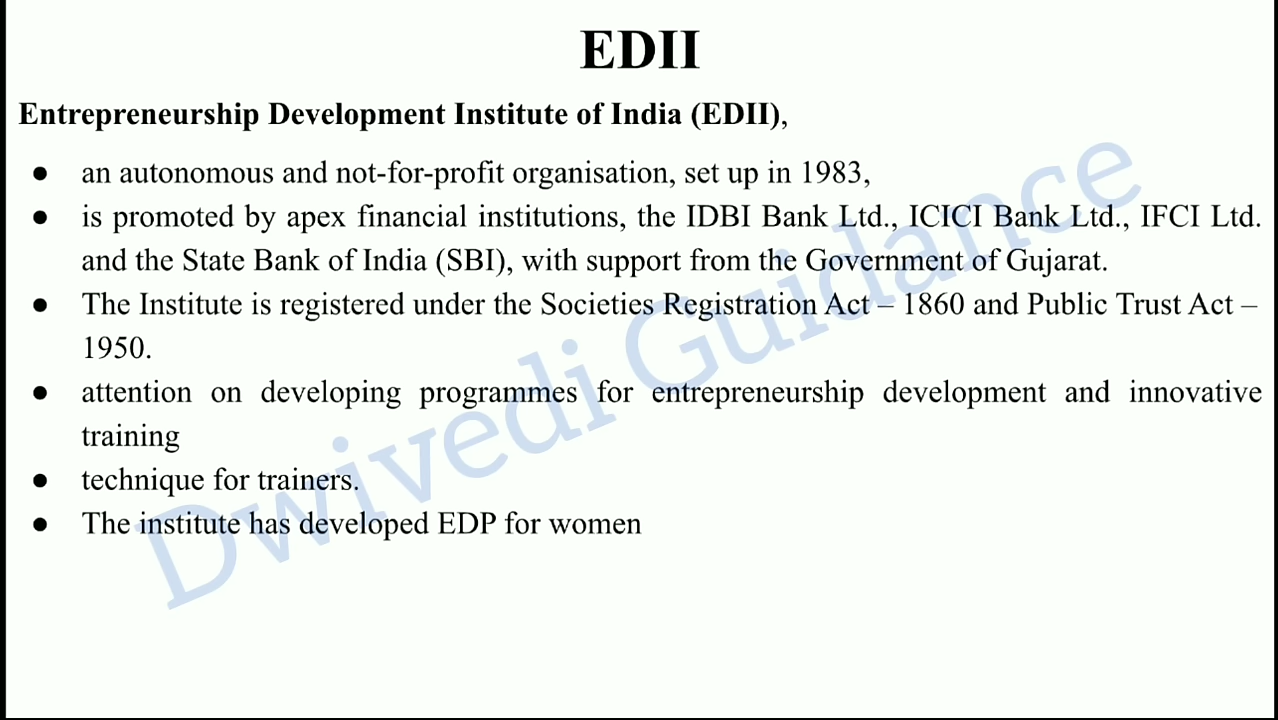 EDII
Entrepreneurship Development Institute of India (EDII),
● an autonomous and not-for-profit organisation, set up in 1983,
● is promoted by apex financial institutions, the IDBI Bank Ltd., ICICI Bank Ltd., IFCI Ltd.
and the State Bank of India (SBI), with support from the Government of Gujarat.
● The Institute is registered under the Societies Registration Act – 1860 and Public Trust Act –
1950.
● attention on developing programmes for entrepreneurship development and innovative
training
● technique for trainers.
● The institute has developed EDP for women
Dwivedi Guidance